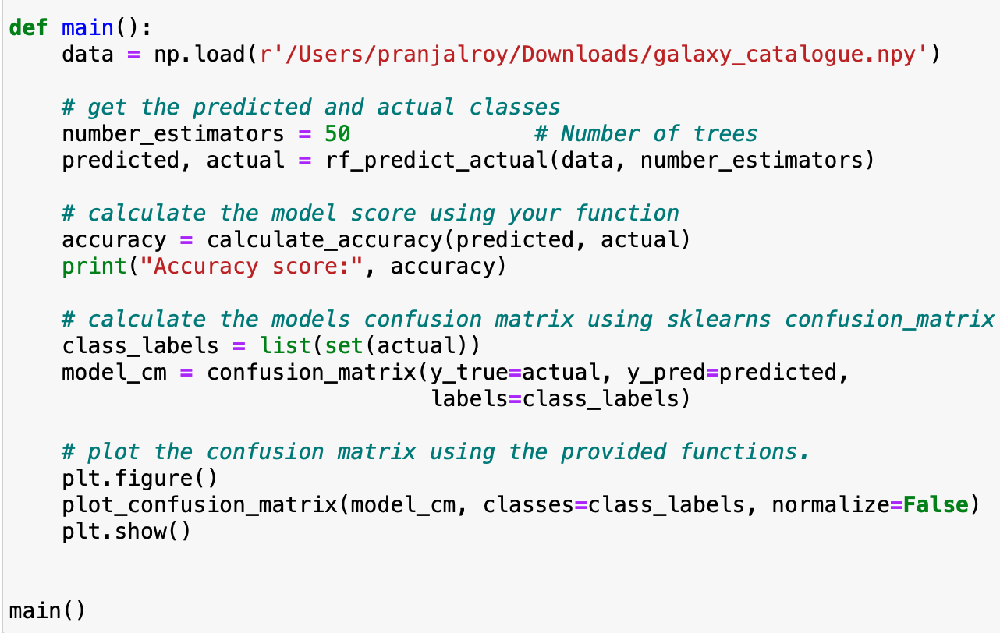 def main():
    data = np.load(r'/Users/pranjalroy/Downloads/galaxy_catalogue.npy')
    # get the predicted and actual classes
    number_estimators = 50              # Number of trees
    predicted, actual = rf_predict_actual(data, number_estimators)
    # calculate the model score using your function
    accuracy = calculate_accuracy(predicted, actual)
    print("Accuracy score:", accuracy)
    # calculate the models confusion matrix using sklearns confusion_matrix
    class_labels = list(set(actual))
    model_cm = confusion_matrix(y_true=actual, y_pred=predicted,
                                labels=class_labels)
    # plot the confusion matrix using the provided functions.
    plt.figure()
    plot_confusion_matrix(model_cm, classes=class_labels, normalize=False)
    plt.show()
main()